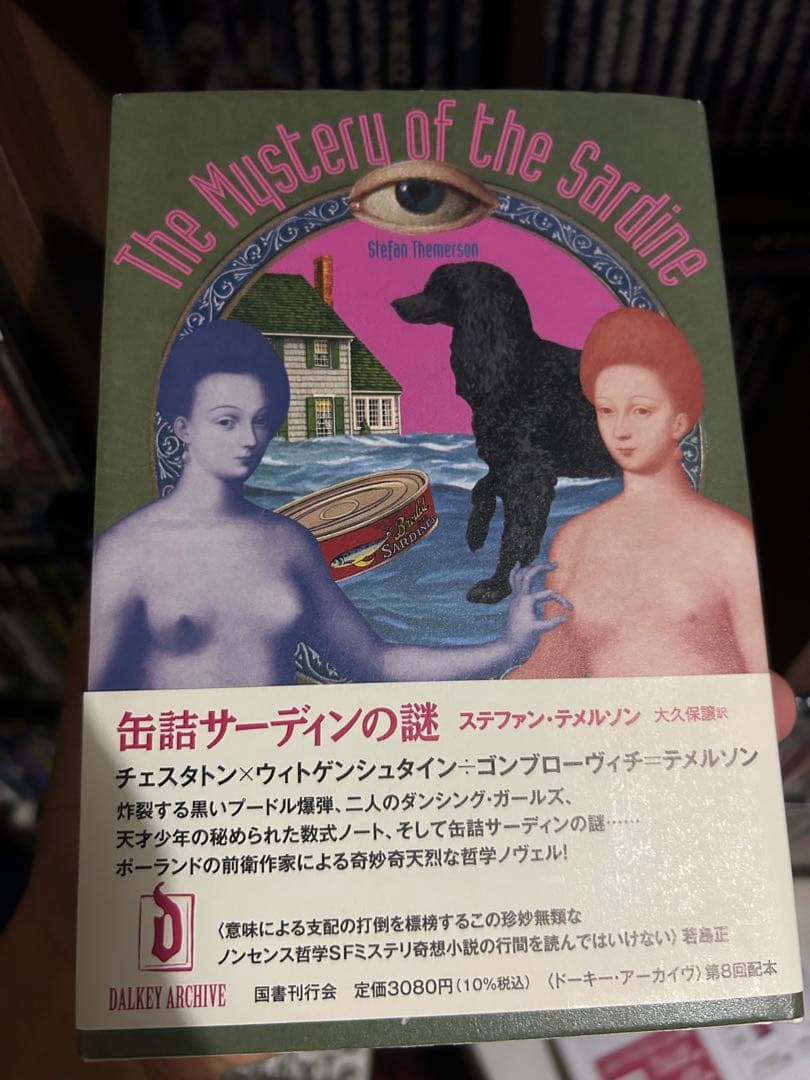 The Mystery of the Sardine
Stefan Themerson
Brodil
SARDINES
缶詰サーディンの謎 ステファン・テメルソン 大久保譲訳
チェスタトン×ウィトゲンシュタイン÷ゴンブローヴィチ=テメルソン
炸裂する黒いプードル爆弾、二人のダンシング・ガールズ、
天才少年の秘められた数式ノート、そして缶詰サーディンの謎……
ポーランドの前衛作家による奇妙奇天烈な哲学ノヴェル!
d
〈意味による支配の打倒を標榜するこの珍妙無類な
ノンセンス哲学SFミステリ奇想小説の行間を読んではいけない〉若島正
DALKEY ARCHIVE 国書刊行会 定価3080円(10%税込) 〈ドーキー・アーカイヴ〉第8回配本